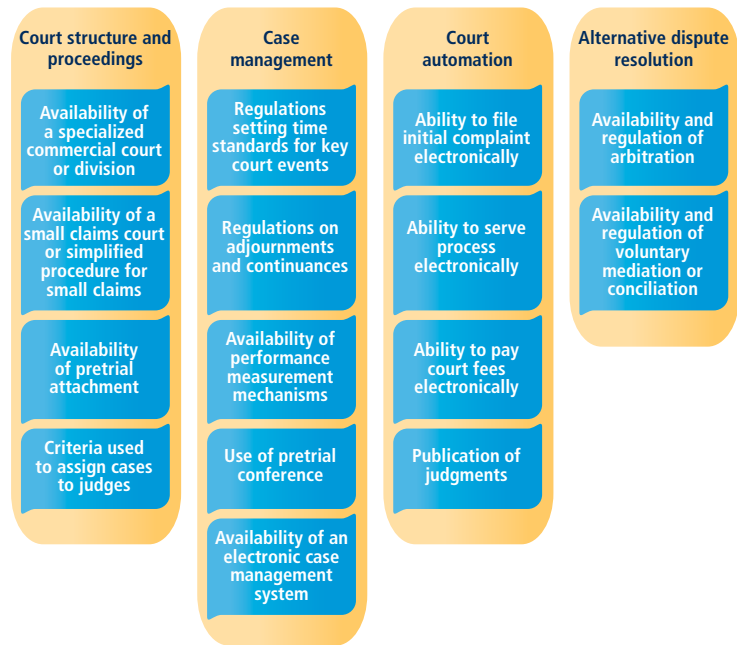 Court structure and
proceedings
Availability of
a specialized
commercial court
or division
Availability of a
small claims court
or simplified
procedure for
small claims
Availability
of pretrial
attachment
Criteria used
to assign cases
to judges
Case
management
Regulations
setting time
standards for key
court events
Regulations on
adjournments
and continuances
Availability of
performance
measurement
mechanisms
Use of pretrial
conference
Availability of an
electronic case
management
system
Court
automation
Ability to file
initial complaint
electronically
Ability to serve
process
electronically
Ability to pay
court fees
electronically
Publication of
judgments
Alternative dispute
resolution
Availability and
regulation of
arbitration
Availability and
regulation of
voluntary
mediation or
conciliation